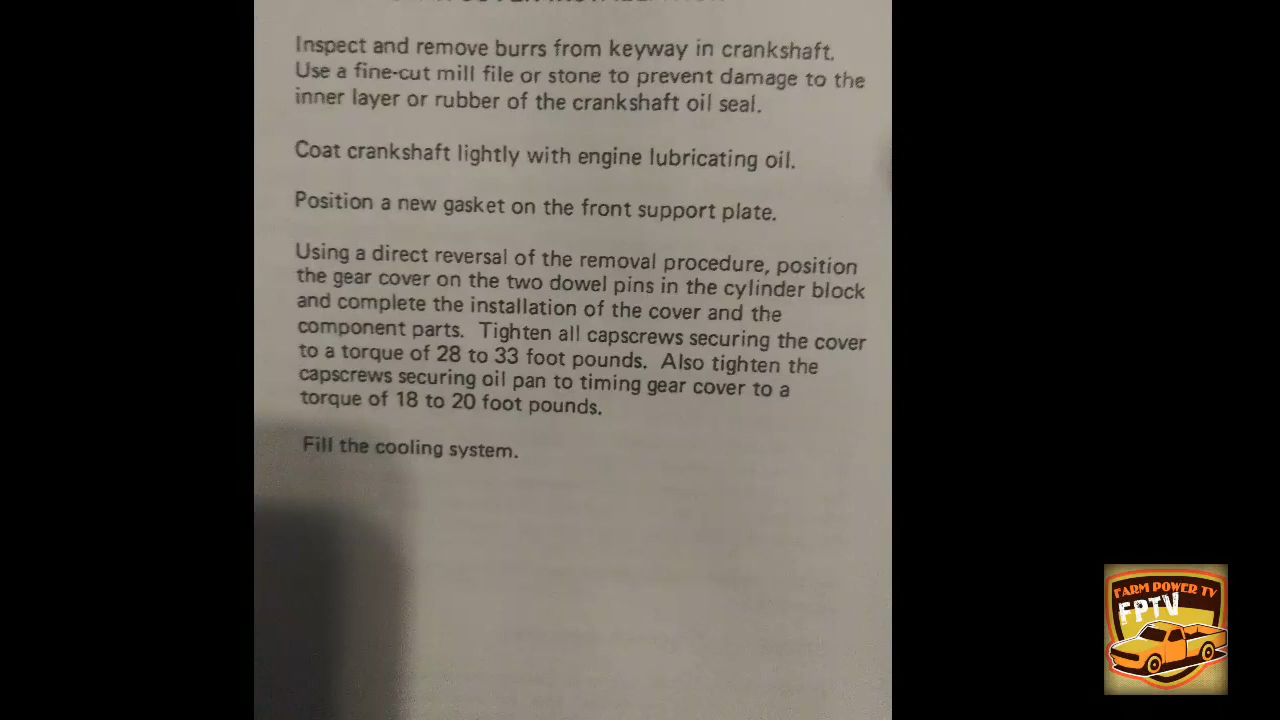 Inspect and remove burrs from keyway in crankshaft.
Use a fine-cut mill file or stone to prevent damage to the
inner layer or rubber of the crankshaft oil seal.
Coat crankshaft lightly with engine lubricating oil.
Position a new gasket on the front support plate.
Using a direct reversal of the removal procedure, position
the gear cover on the two dowel pins in the cylinder block
and complete the installation of the cover and the
component parts. Tighten all capscrews securing the cover
to a torque of 28 to 33 foot pounds. Also tighten the
capscrews securing oil pan to timing gear cover to a
torque of 18 to 20 foot pounds.
Fill the cooling system.
FARM POWER TV
FPTV